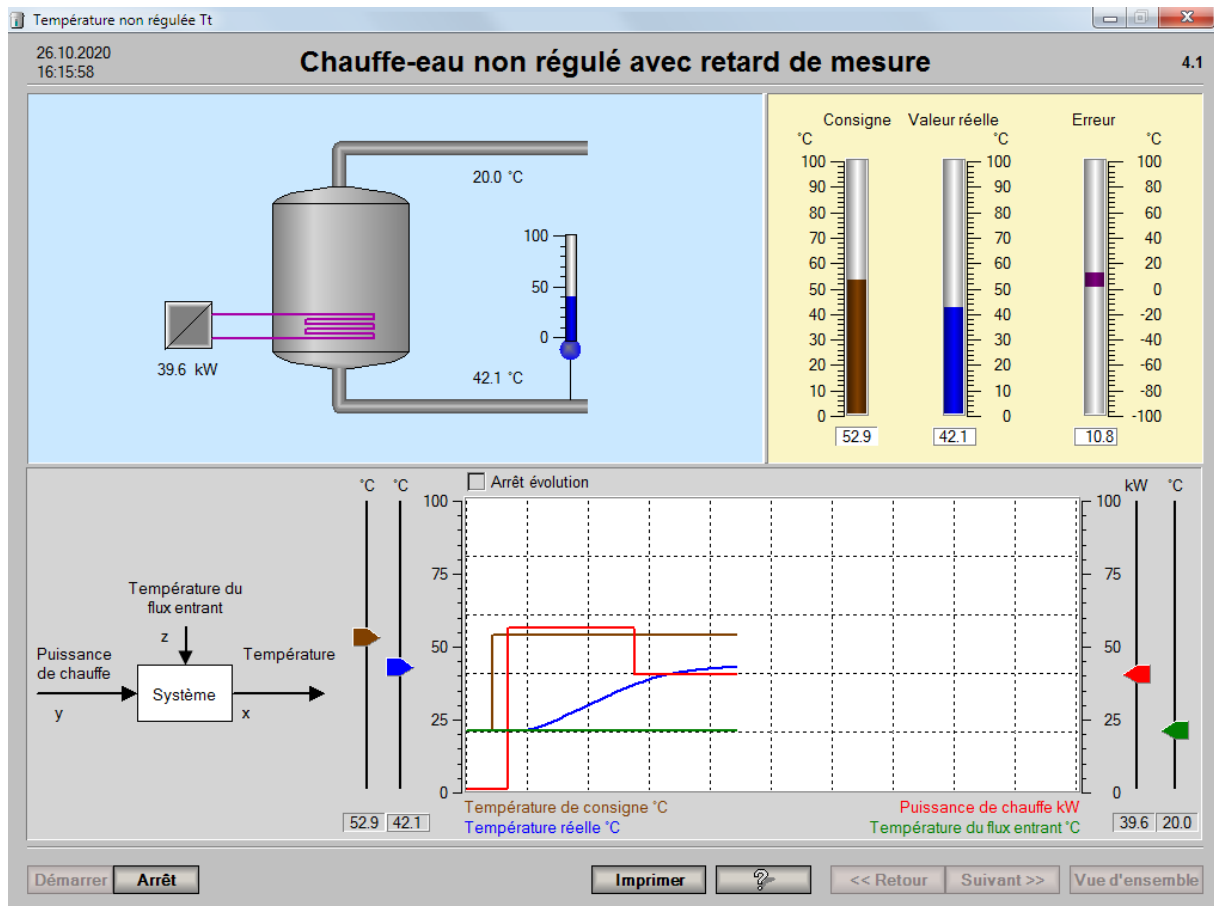 Température non régulée Tt
26.10.2020
16:15:58
Chauffe-eau non régulé avec retard de mesure
4.1
20.0 °C
100
50
0
39.6 kW
42.1 °C
Consigne Valeur réelle Erreur
°C °C °C
100 100 100
90 90 80
80 80 60
70 70 40
60 60 20
50 50 0
40 40 -20
30 30 -40
20 20 -60
10 10 -80
0 0 -100
52.9 42.1 10.8
°C °C
Arrêt évolution
kW °C
100 100
75 75
50 50
25 25
0 0
Température du
flux entrant
z
Puissance
de chauffe
Température
Système
y
x
52.9 42.1
Température de consigne °C
Puissance de chauffe kW
Température réelle °C
Température du flux entrant °C
39.6 20.0
Démarrer Arrêt Imprimer ? << Retour Suivant >> Vue d'ensemble